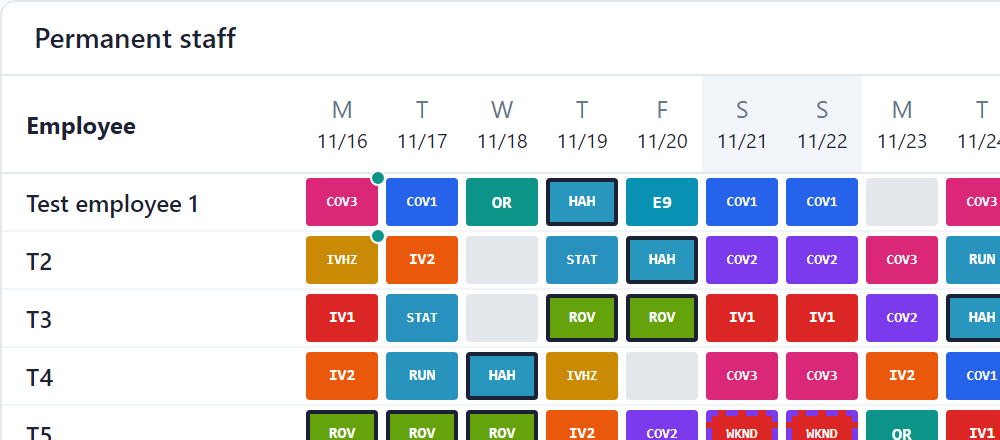 Permanent staff
M T W T F S S M T
Employee
11/16 11/17 11/18 11/19 11/20 11/21 11/22 11/23 11/24
Test employee 1 COV3 COV1 OR HAH E9 COV1 COV1 COV3
T2 IVHZ IV2 STAT HAH COV2 COV2 COV3 RUN
T3 IV1 STAT ROV ROV IV1 IV1 COV2 HAH
T4 IV2 RUN HAH IVHZ COV3 COV3 IV2 COV1
T5 ROV ROV ROV IV2 COV2 WKND WKND OR IV1